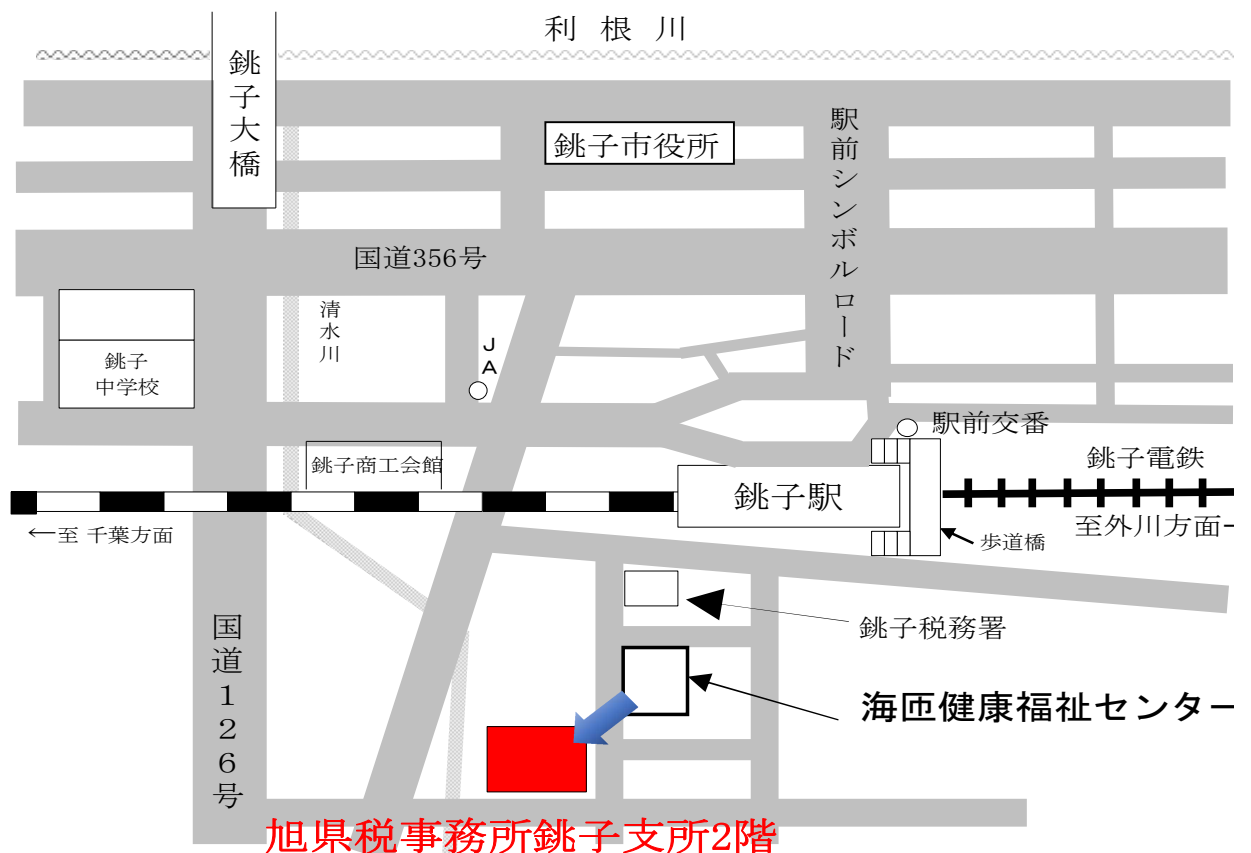 利根川
銚子大橋
銚子市役所
駅前シンボルロード
国道356号
清水川
JA
銚子
中学校
駅前交番
銚子商工会館
銚子駅
銚子電鉄
←至 千葉方面
歩道橋
至外川方面→
銚子税務署
国道126号
海匝健康福祉センター
旭県税事務所銚子支所2階